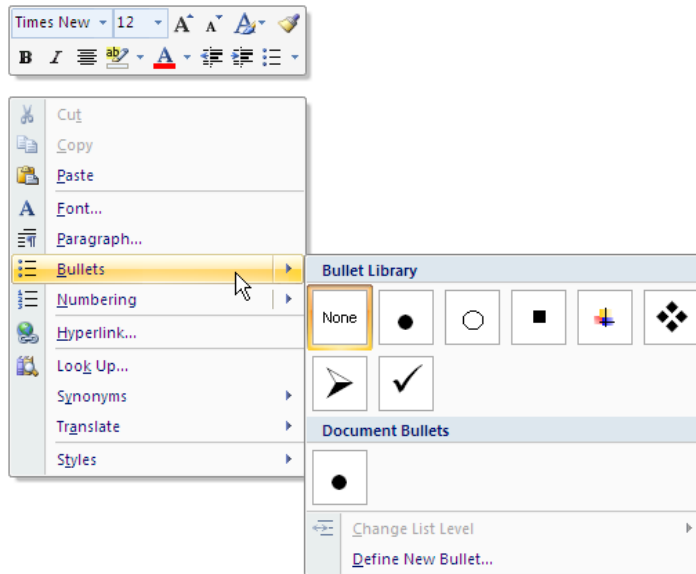 Times New 12
Cut
Copy
Paste
Font...
Paragraph...
Bullets
Numbering
Hyperlink...
Look Up...
Synonyms
Translate
Styles
Bullet Library
None
Document Bullets
Change List Level
Define New Bullet...